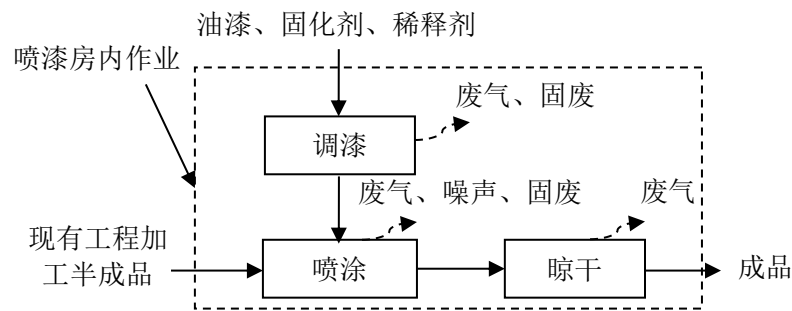 油漆、固化剂、稀释剂
喷漆房内作业
废气、固废
调漆
废气、噪声、固废
废气
现有工程加
工半成品
喷涂
晾干
成品